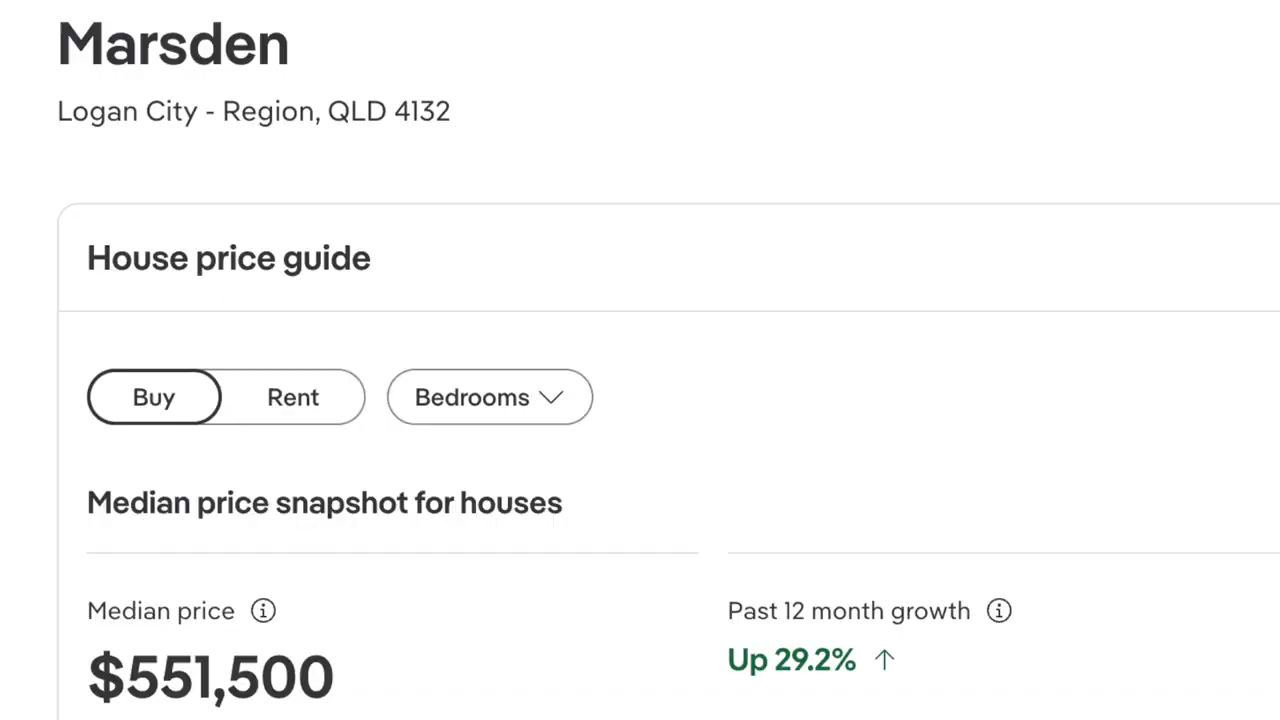 Marsden
Logan City - Region, QLD 4132
House price guide
Buy Rent Bedrooms
Median price snapshot for houses
Median price Past 12 month growth
$551,500 Up 29.2%